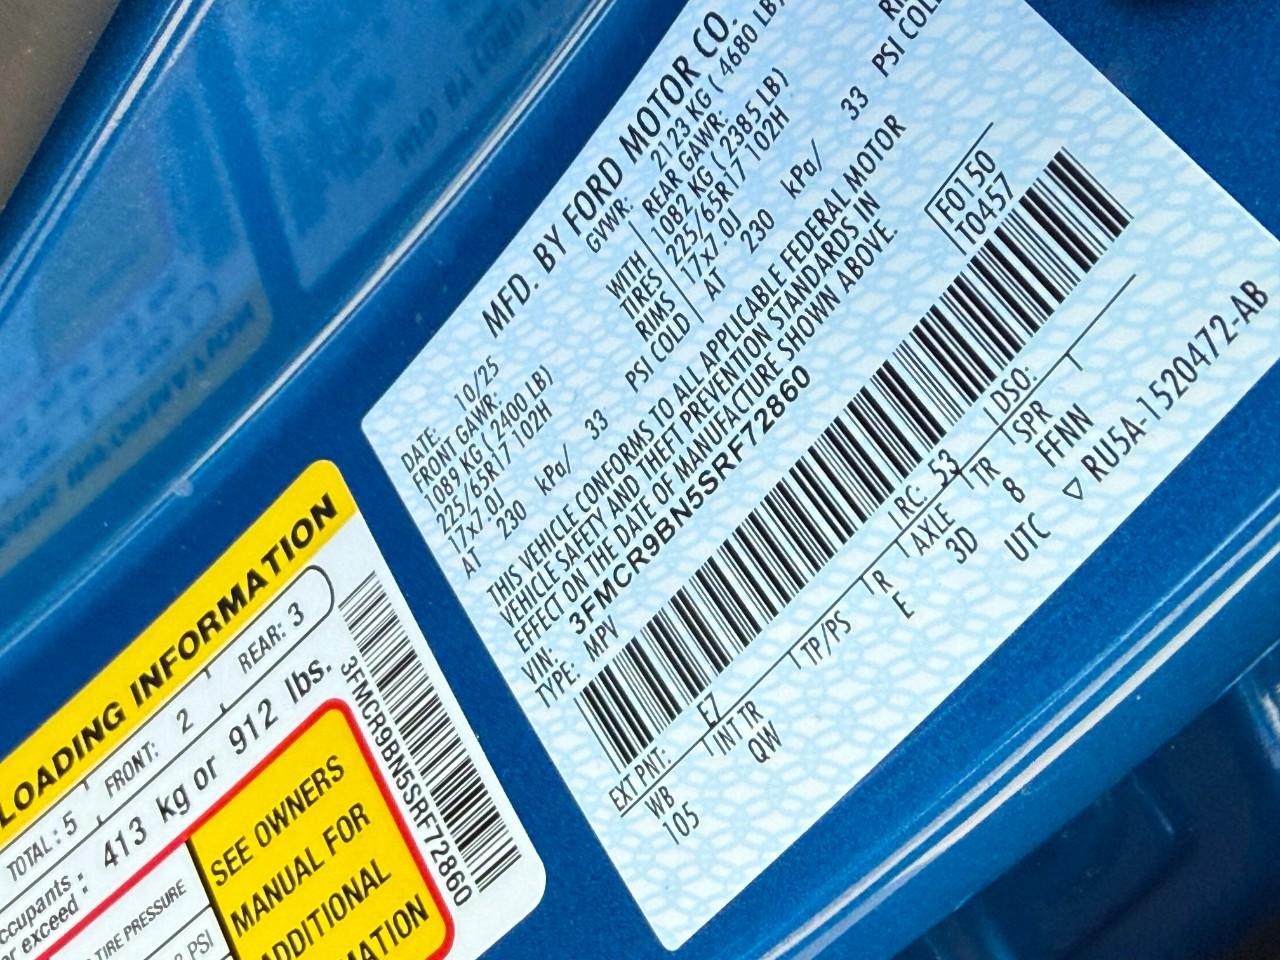 MFD. BY FORD MOTOR CO.
DATE: 10/25 GVWR: 2123 KG ( 4680 LB)
FRONT GAWR: REAR GAWR:
1089 KG ( 2400 LB) WITH 1082 KG ( 2385 LB)
225/65R17 102H TIRES 225/65R17 102H
17x7.0J RIMS 17x7.0J
AT 230 kPa/ 33 PSI COLD AT 230 kPa/ 33 PSI COLD
THIS VEHICLE CONFORMS TO ALL APPLICABLE FEDERAL MOTOR
VEHICLE SAFETY AND THEFT PREVENTION STANDARDS IN
EFFECT ON THE DATE OF MANUFACTURE SHOWN ABOVE.
VIN: 3FMCR9BN5SRF72860 F0150
TYPE: MPV T0457
EXT PNT: E7 RC: 53 DSO:
WB INT TR TP/PS R AXLE TR SPR
105 QW E 3D 8 FFNN
UTC ▽ RU5A-1520472-AB
LOADING INFORMATION
TOTAL: 5 FRONT: 2 REAR: 3
413 kg or 912 lbs.
exceed :
TIRE PRESSURE
PSI
SEE OWNERS
MANUAL FOR
ADDITIONAL
3FMCR9BN5SRF72860